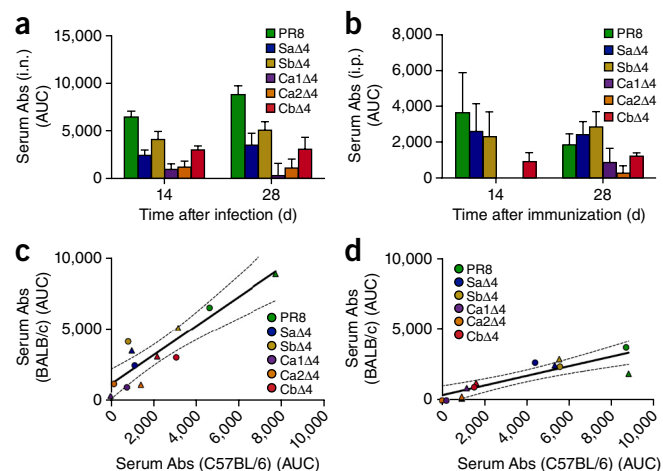 a
Serum Abs (i.n.)
(AUC)
15,000
10,000
5,000
0
14
28
Time after infection (d)
PR8
SaΔ4
SbΔ4
Ca1Δ4
Ca2Δ4
CbΔ4
b
Serum Abs (i.p.)
(AUC)
8,000
6,000
4,000
2,000
0
14
28
Time after immunization (d)
PR8
SaΔ4
SbΔ4
Ca1Δ4
Ca2Δ4
CbΔ4
c
Serum Abs
(BALB/c) (AUC)
10,000
5,000
0
0
2,000
4,000
6,000
8,000
10,000
Serum Abs (C57BL/6) (AUC)
PR8
SaΔ4
SbΔ4
Ca1Δ4
Ca2Δ4
CbΔ4
d
Serum Abs
(BALB/c) (AUC)
10,000
5,000
0
0
2,000
4,000
6,000
8,000
10,000
Serum Abs (C57BL/6) (AUC)
PR8
SaΔ4
SbΔ4
Ca1Δ4
Ca2Δ4
CbΔ4